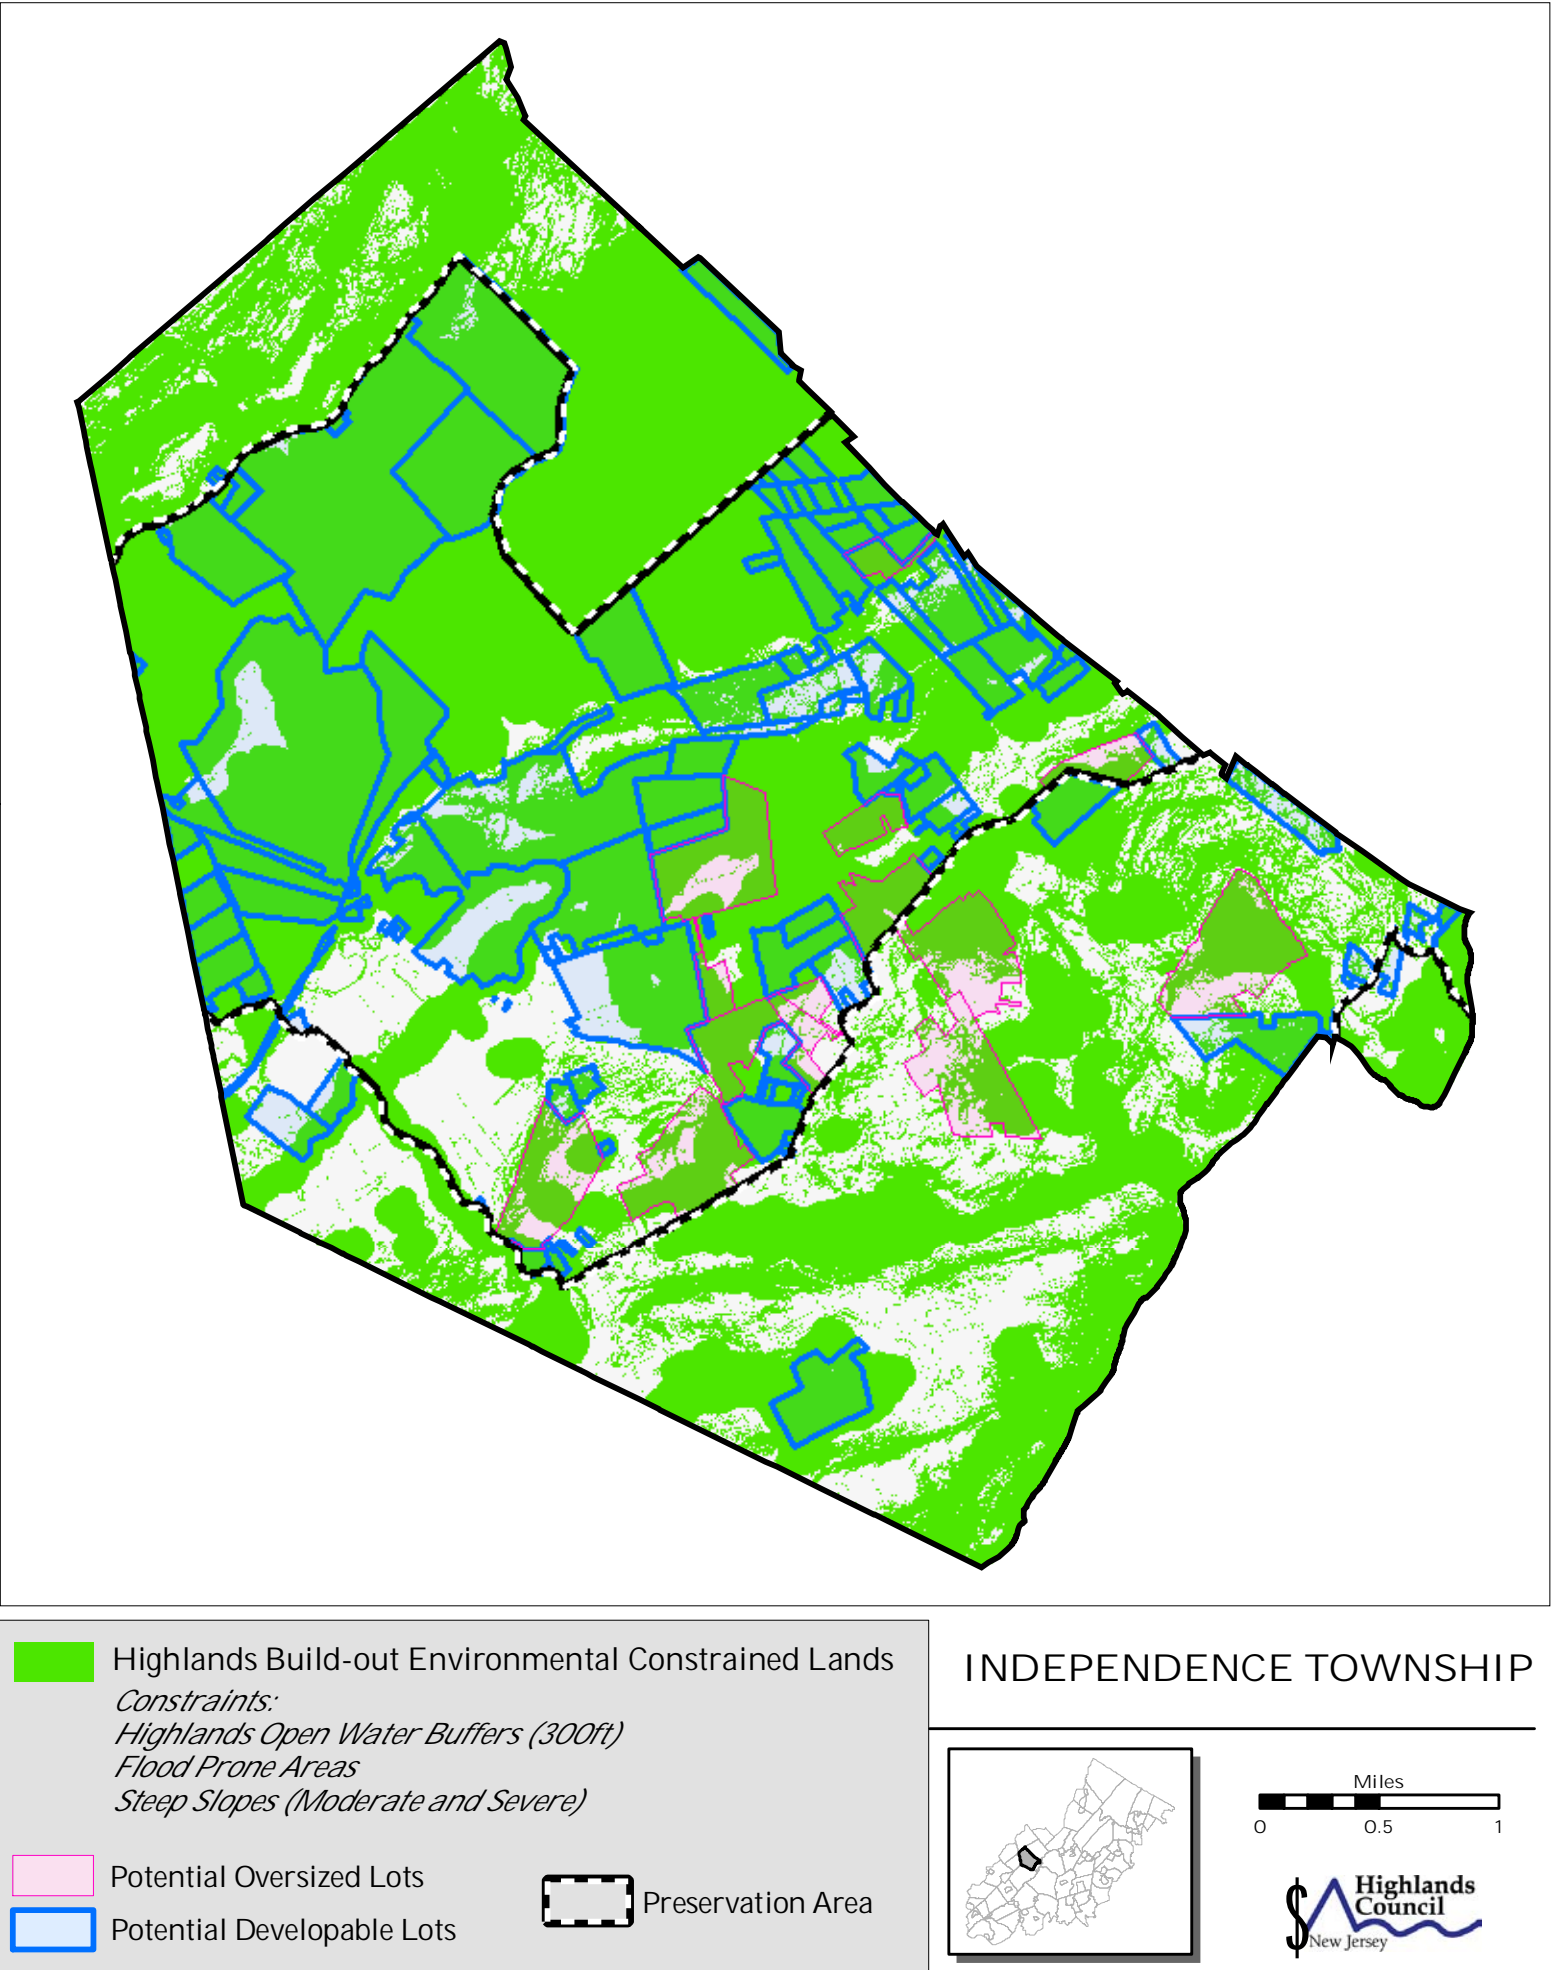 Highlands Build-out Environmental Constrained Lands
Constraints:
Highlands Open Water Buffers (300ft)
Flood Prone Areas
Steep Slopes (Moderate and Severe)
Potential Oversized Lots
Potential Developable Lots
Preservation Area
INDEPENDENCE TOWNSHIP
Miles
0 0.5 1
Highlands
Council
New Jersey